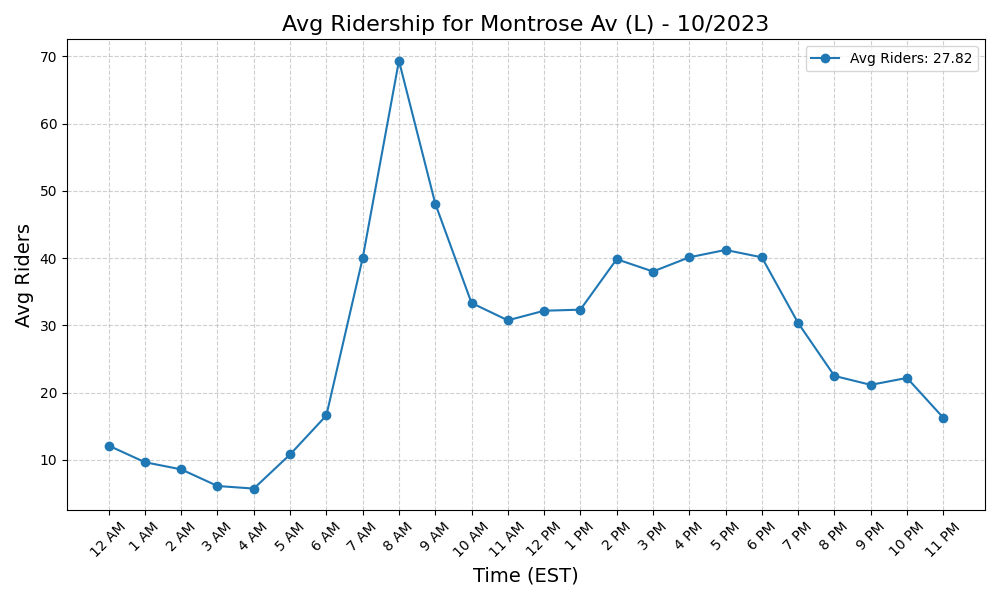 Avg Ridership for Montrose Av (L) - 10/2023
Avg Riders: 27.82
Avg Riders
70
60
50
40
30
20
10
12 AM
1 AM
2 AM
3 AM
4 AM
5 AM
6 AM
7 AM
8 AM
9 AM
10 AM
11 AM
12 PM
1 PM
2 PM
3 PM
4 PM
5 PM
6 PM
7 PM
8 PM
9 PM
10 PM
11 PM
Time (EST)